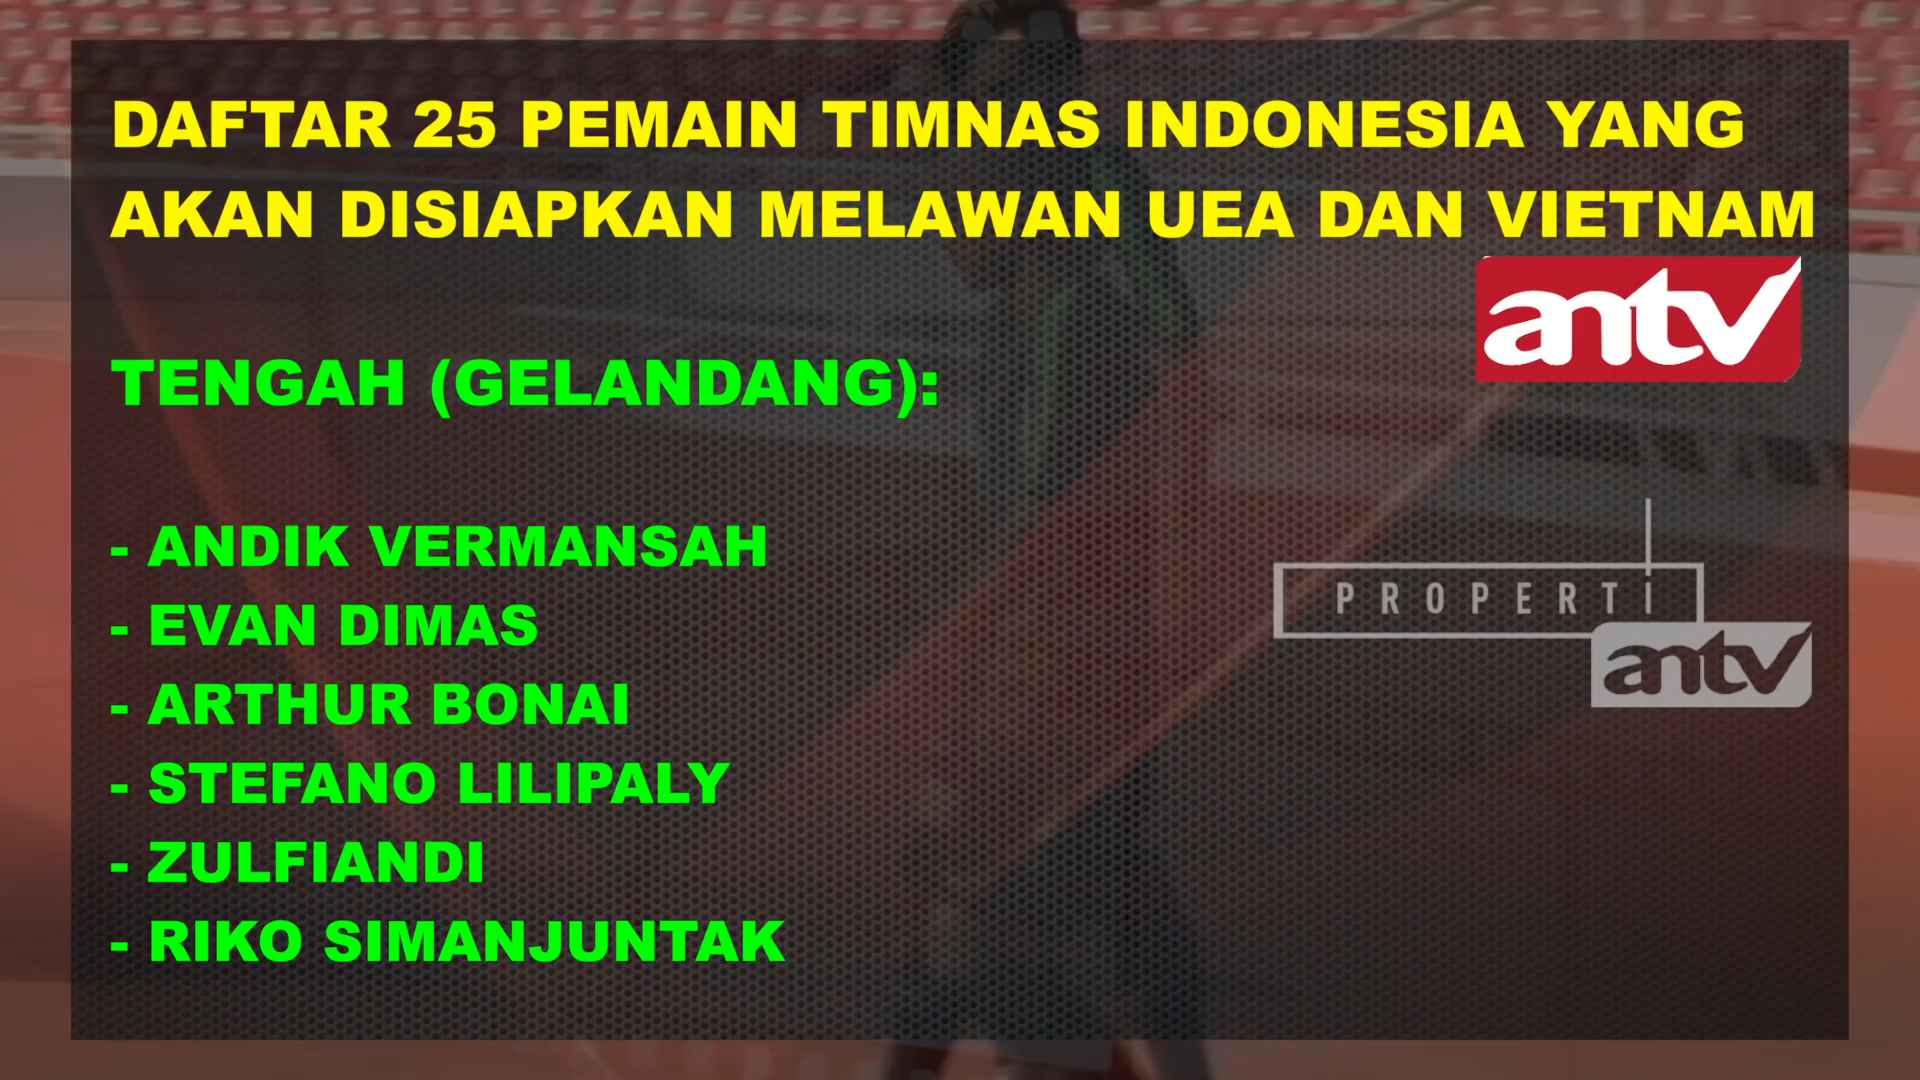 DAFTAR 25 PEMAIN TIMNAS INDONESIA YANG
AKAN DISIAPKAN MELAWAN UEA DAN VIETNAM
antv
TENGAH (GELANDANG):
- ANDIK VERMANSAH
- EVAN DIMAS
- ARTHUR BONAI
- STEFANO LILIPALY
- ZULFIANDI
- RIKO SIMANJUNTAK
PROPERTi
antv